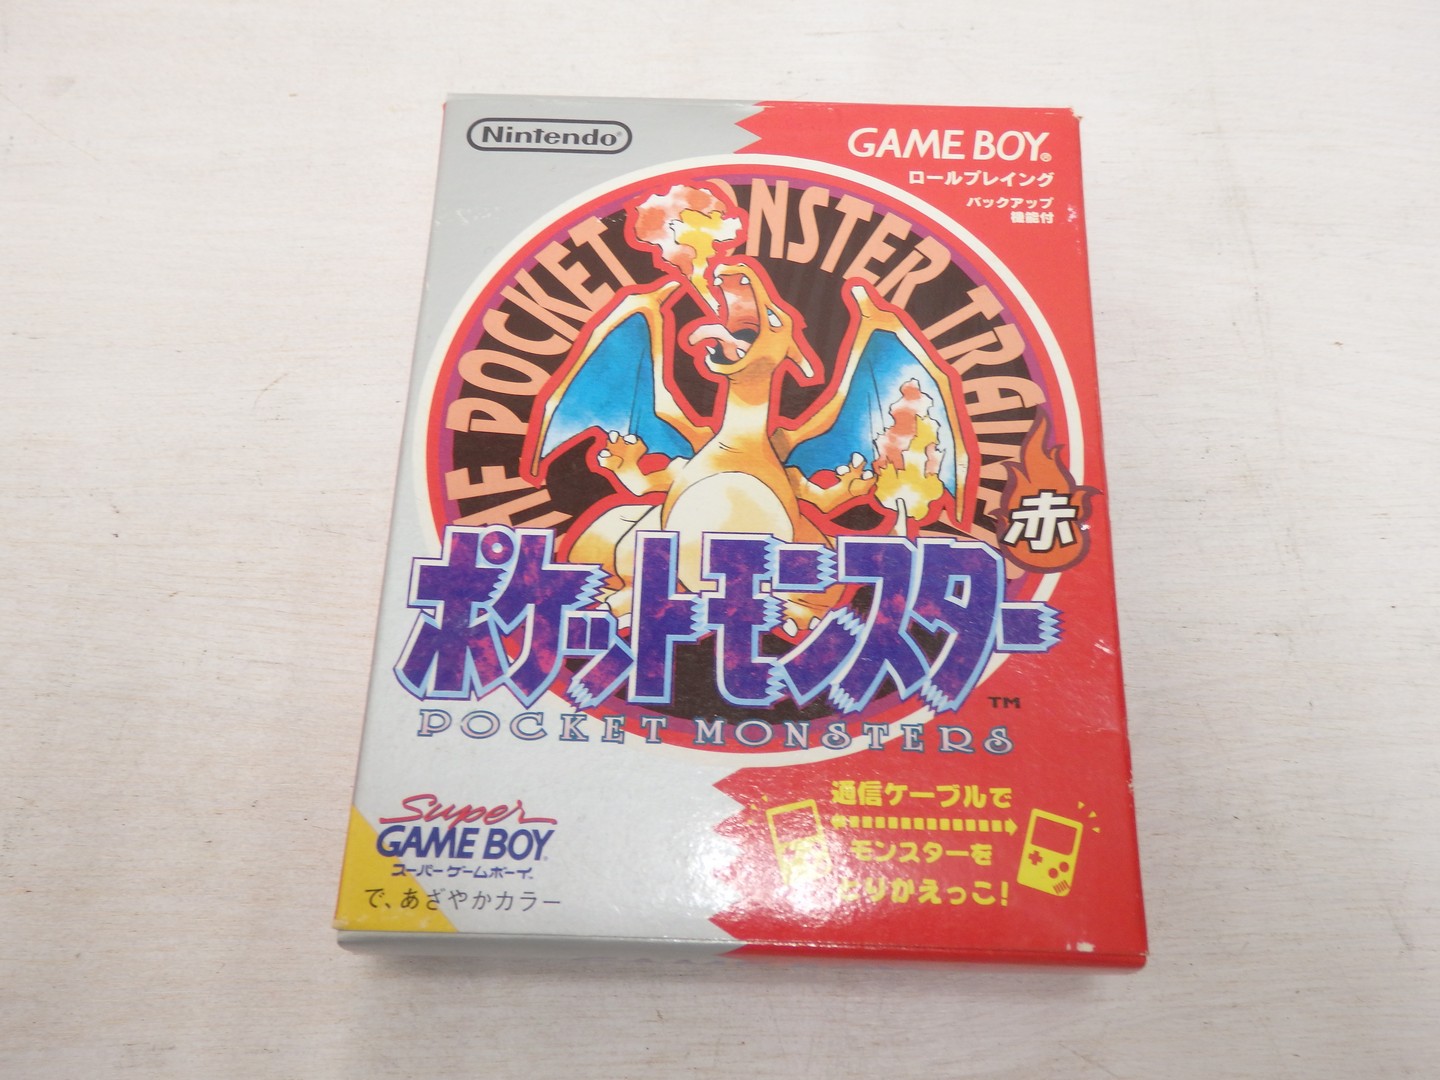 Nintendo®
GAME BOY®
ロールプレイング
バックアップ
機能付
POCKET MONSTER
赤
ポケットモンスター
TM
POCKET MONSTERS
Super
GAME BOY
スーパーゲームボーイ
で、あざやかカラー
通信ケーブルで
モンスターを
とりかえっこ!